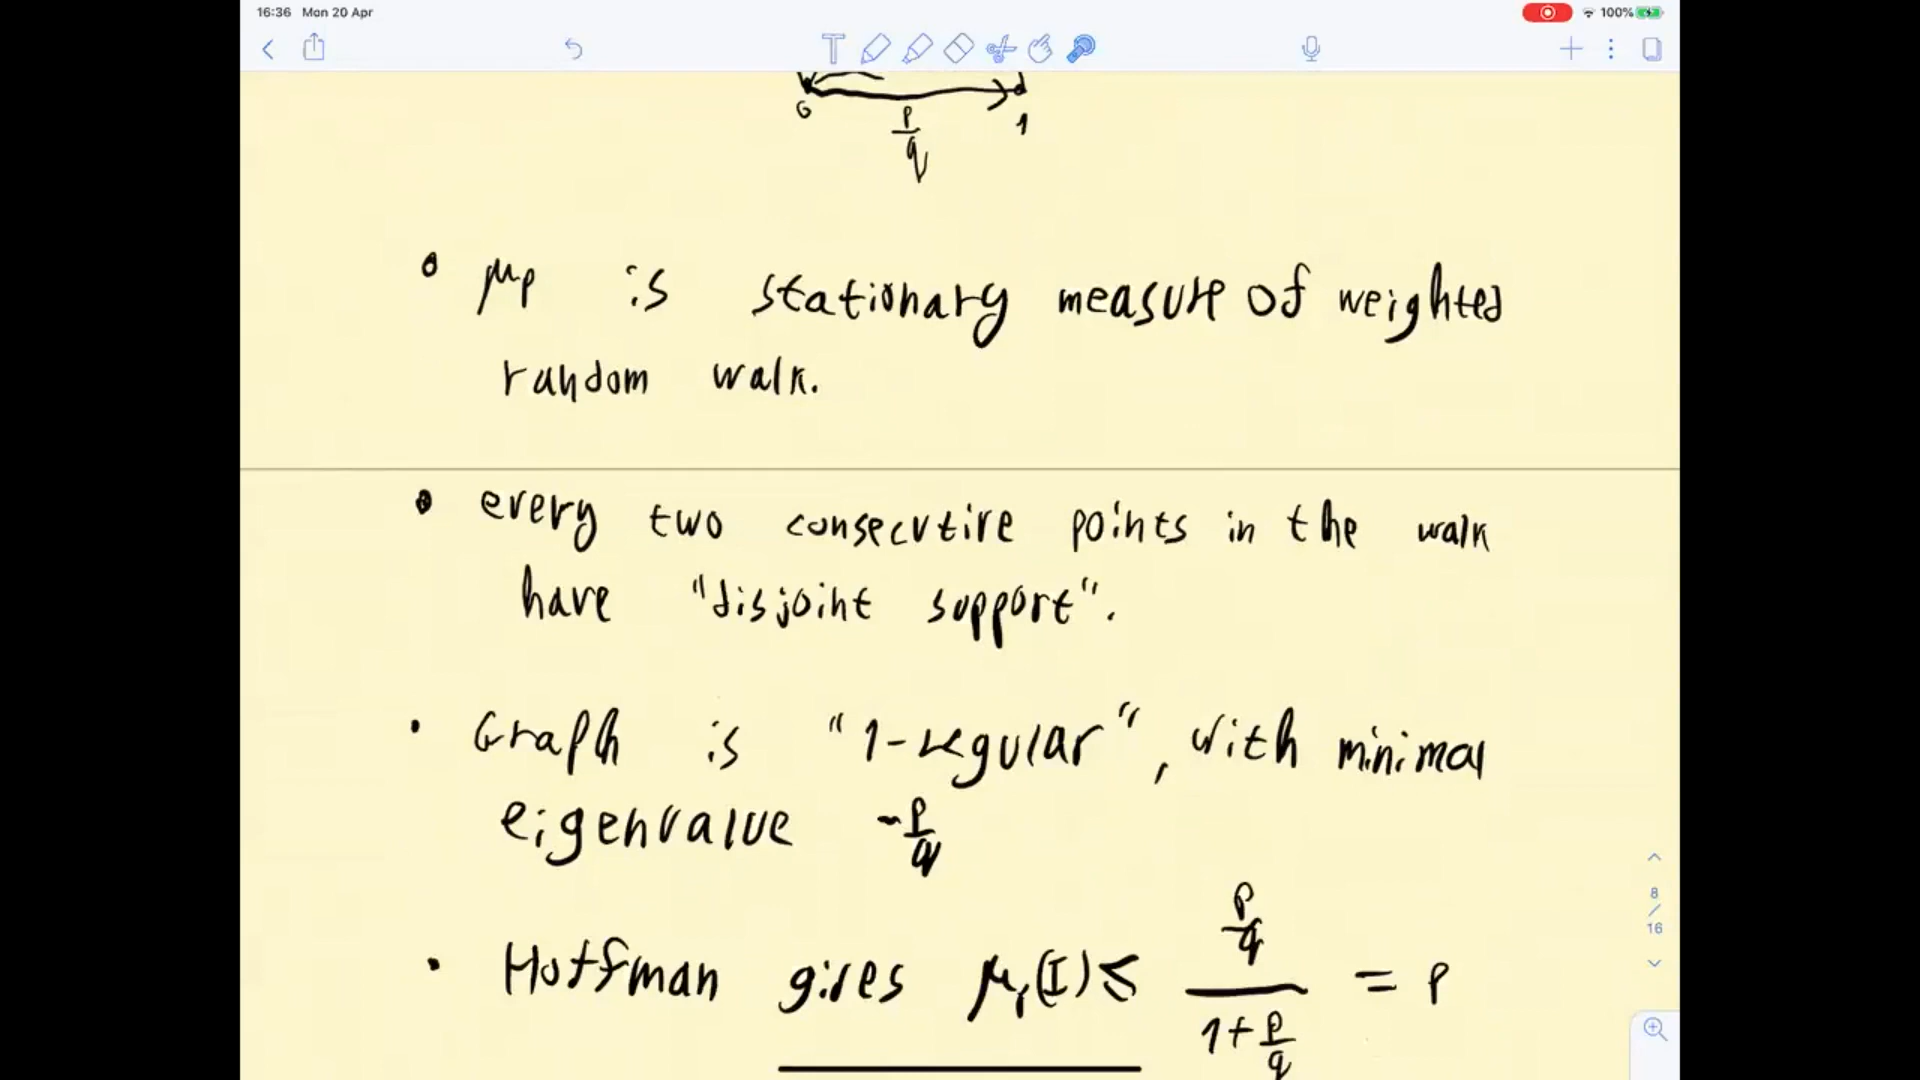 16:36 Mon 20 Apr
100%
T
0
p/q
1
• μp is stationary measure of weighted
random walk.
• every two consecutive points in the walk
have "disjoint support".
• Graph is "1-regular", with minimal
eigenvalue -p/q
8
/
16
• Hoffman gives μp(I) ≤ (p/q)/(1+p/q) = p